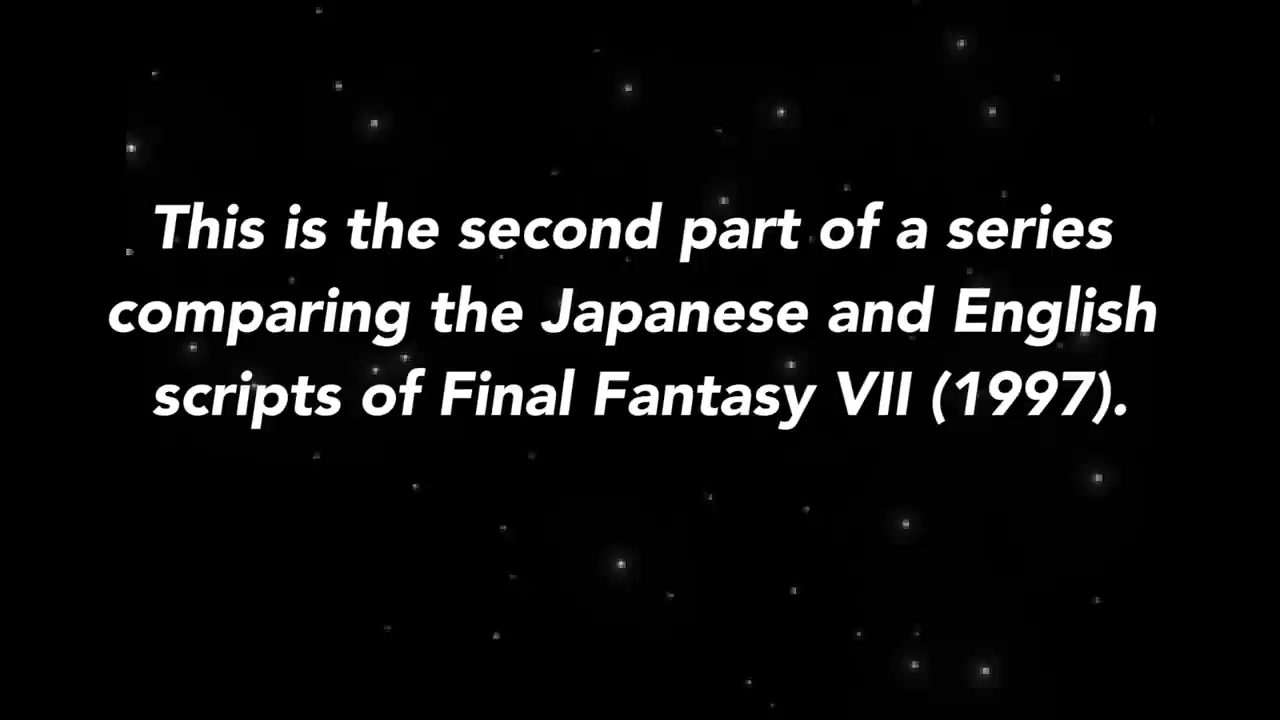 This is the second part of a series
comparing the Japanese and English
scripts of Final Fantasy VII (1997).